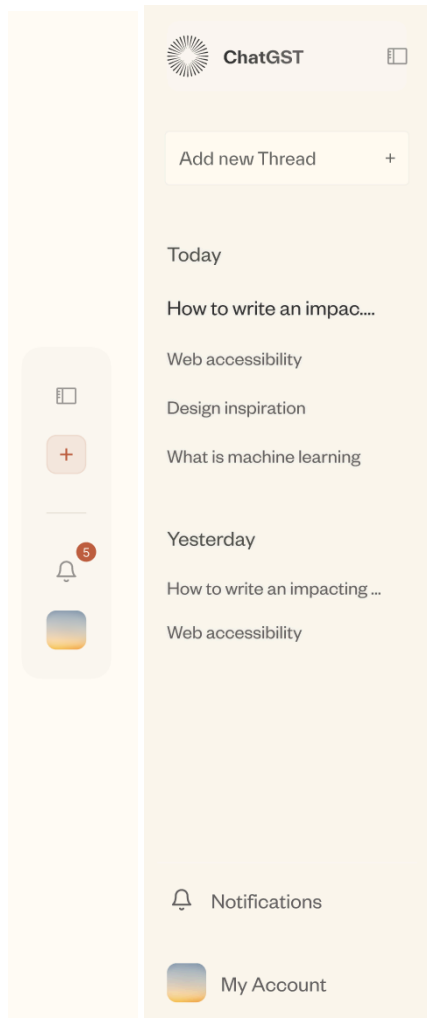 5
ChatGST
Add new Thread +
Today
How to write an impac....
Web accessibility
Design inspiration
What is machine learning
Yesterday
How to write an impacting ...
Web accessibility
Notifications
My Account